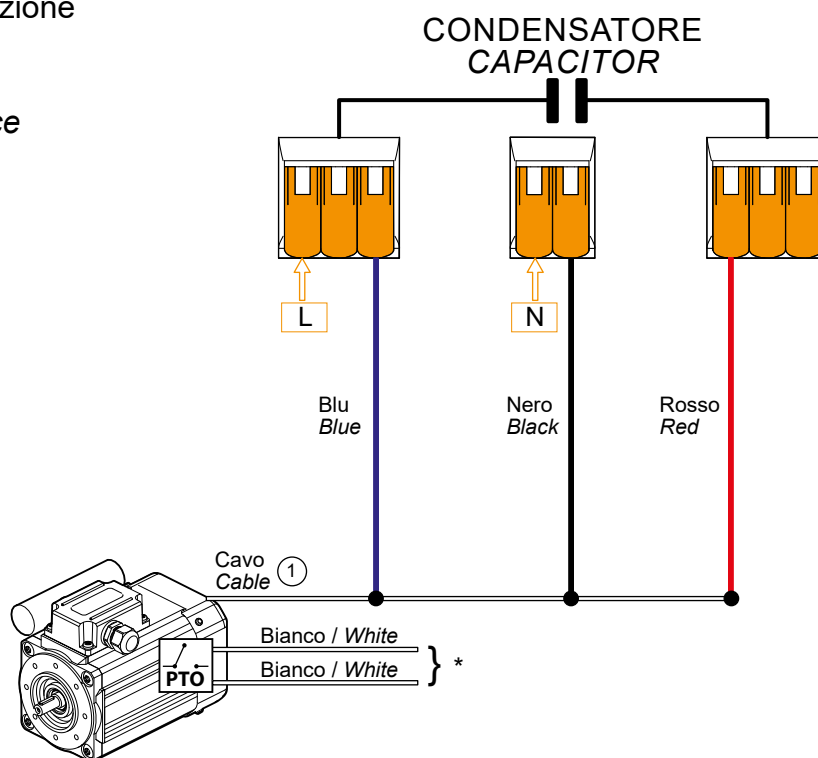 zione
ce
CONDENSATORE
CAPACITOR
L
N
Blu
Blue
Nero
Black
Rosso
Red
Cavo
Cable 1
Bianco / White
Bianco / White
} *
PTO